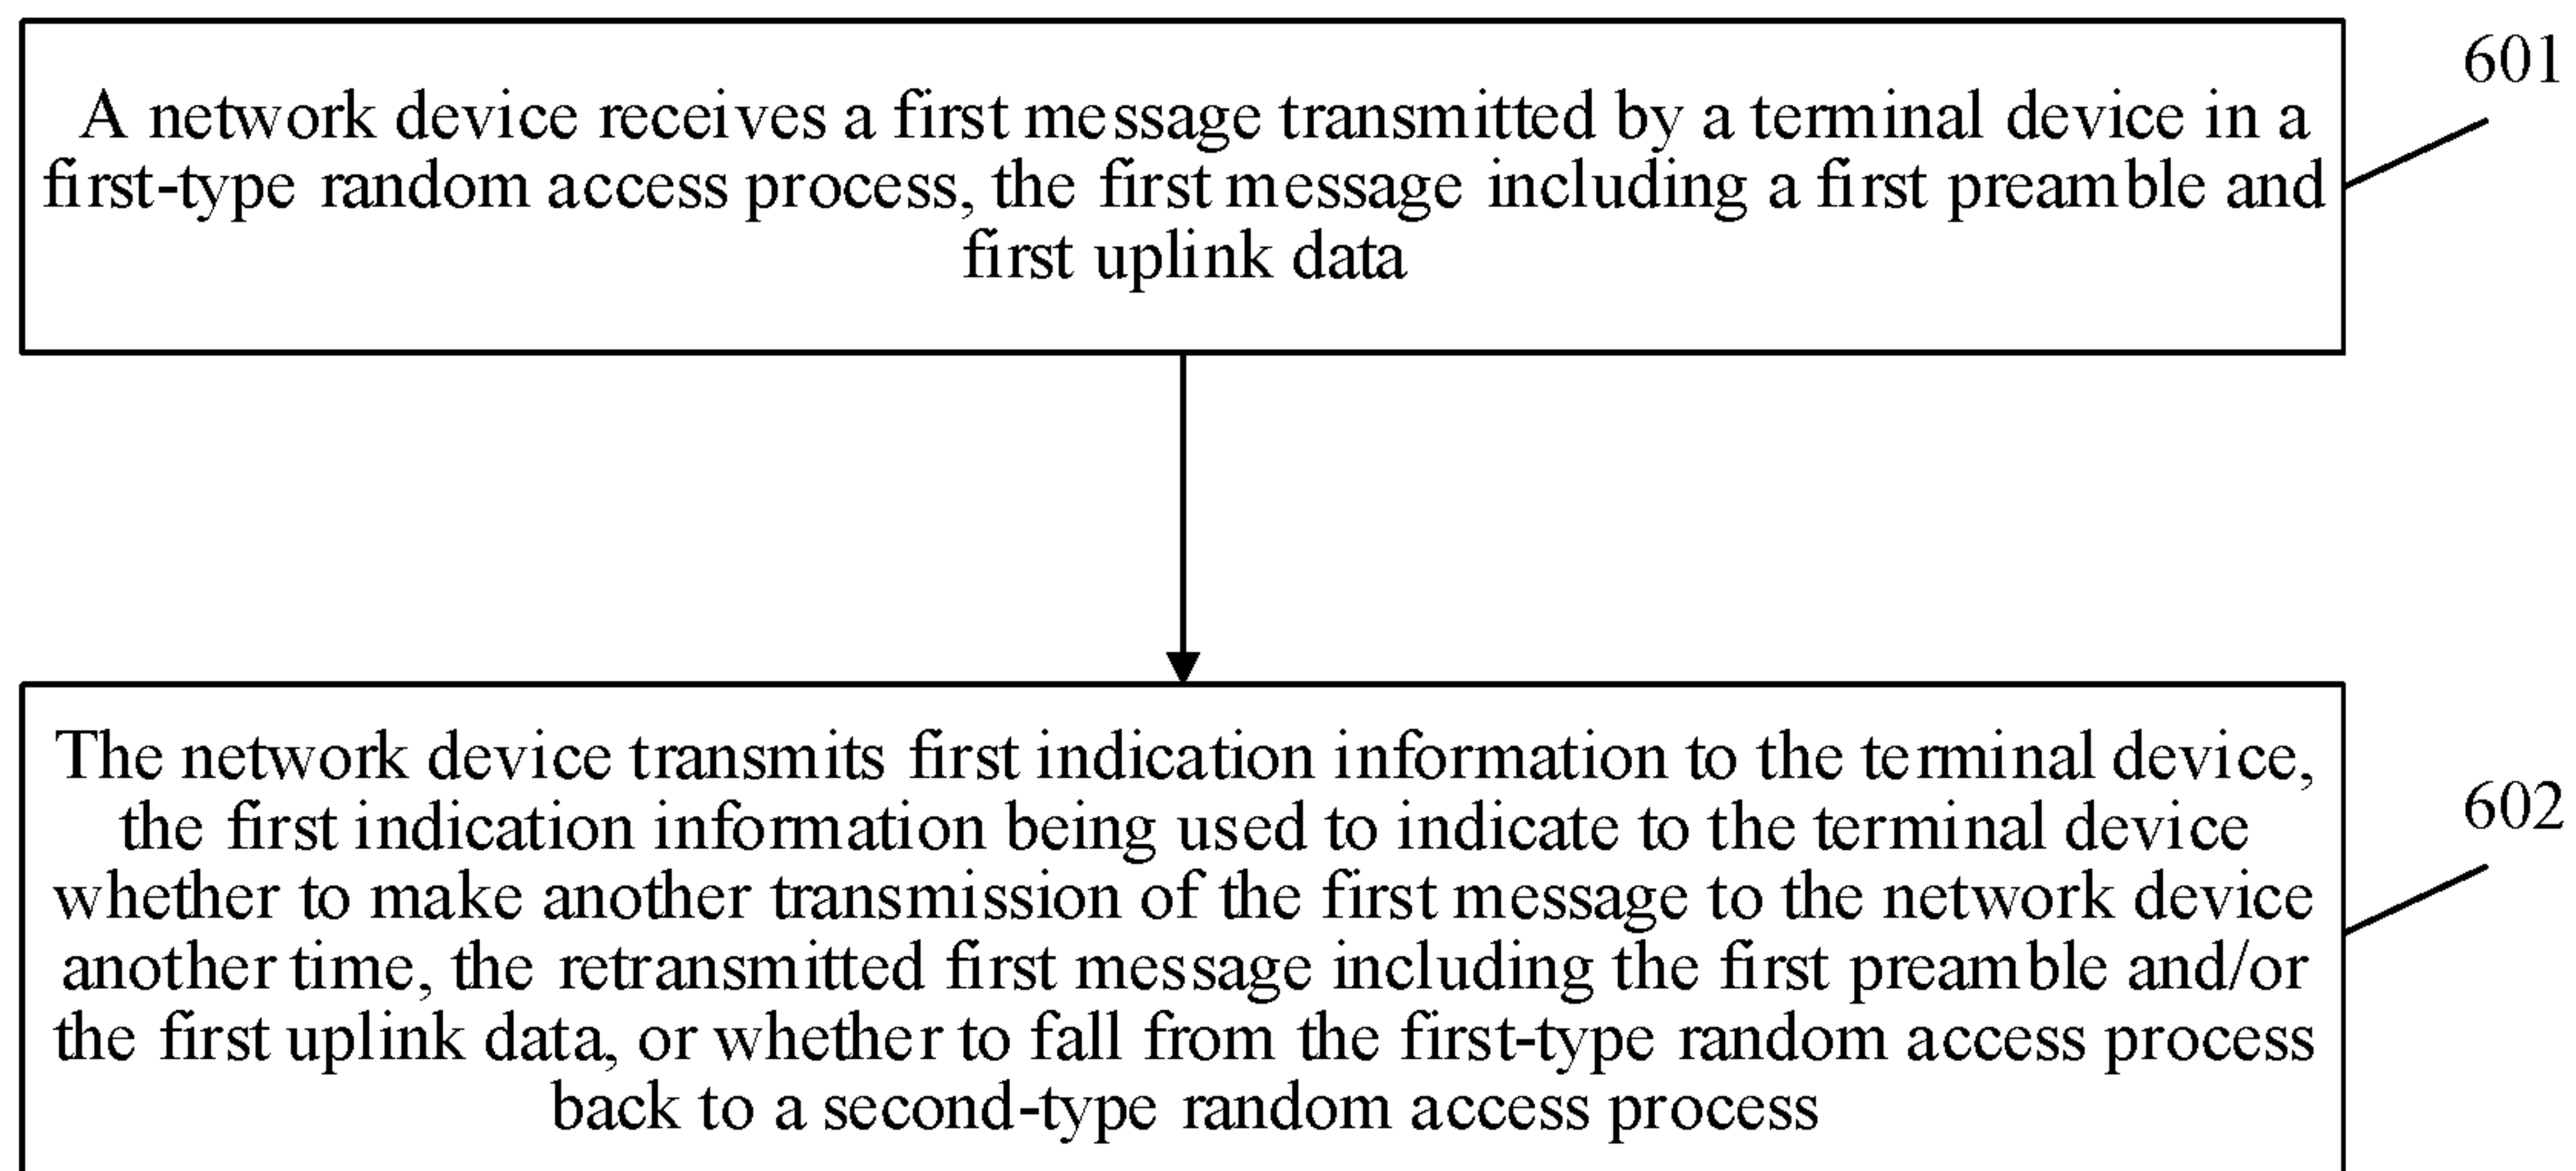 601
A network device receives a first message transmitted by a terminal device in a
first-type random access process, the first message including a first preamble and
first uplink data
The network device transmits first indication information to the terminal device,
602
the first indication information being used to indicate to the terminal device
whether to make another transmission of the first message to the network device
another time, the retransmitted first message including the first preamble and/or
the first uplink data, or whether to fall from the first-type random access process
back to a second-type random access process